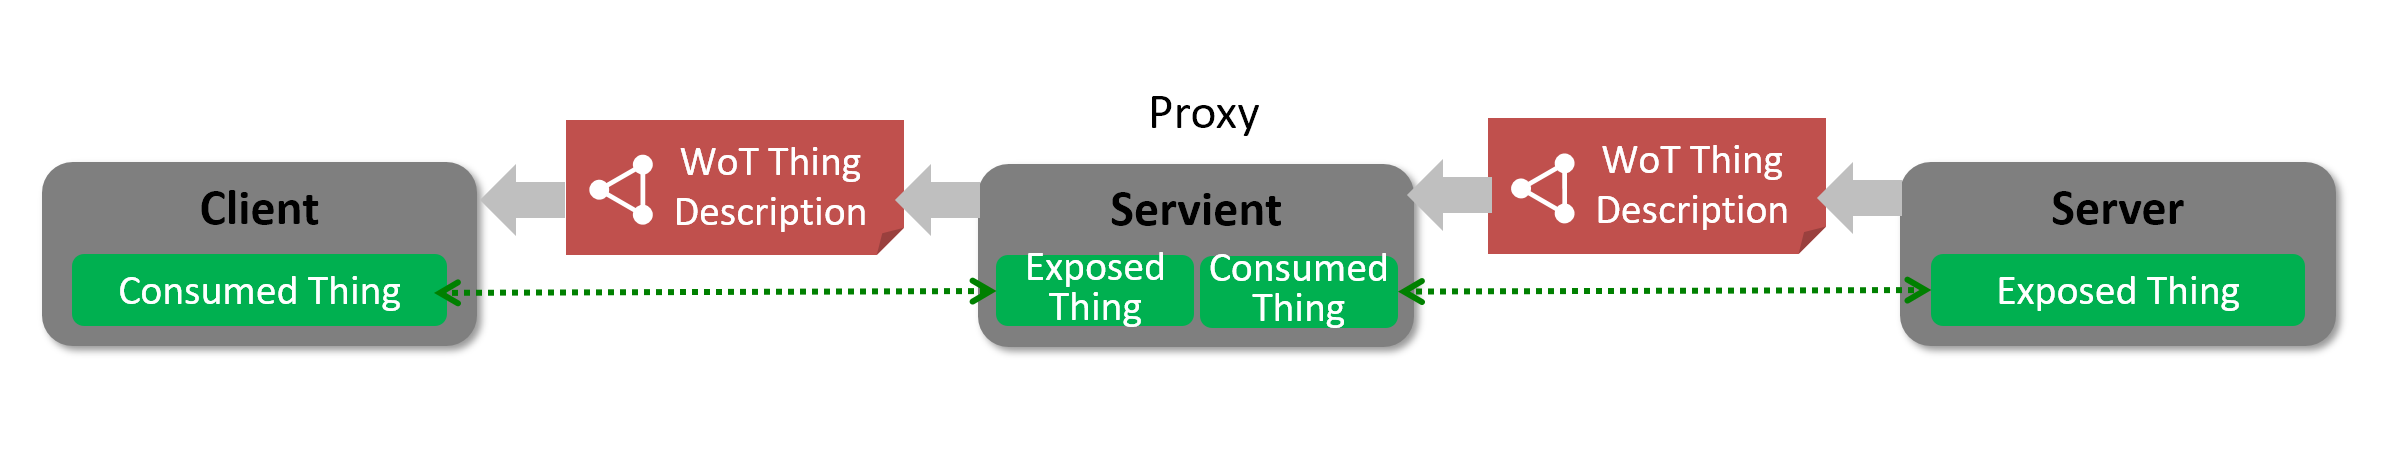 Proxy
Client
Consumed Thing
WoT Thing
Description
Servient
Exposed
Thing
Consumed
Thing
WoT Thing
Description
Server
Exposed Thing